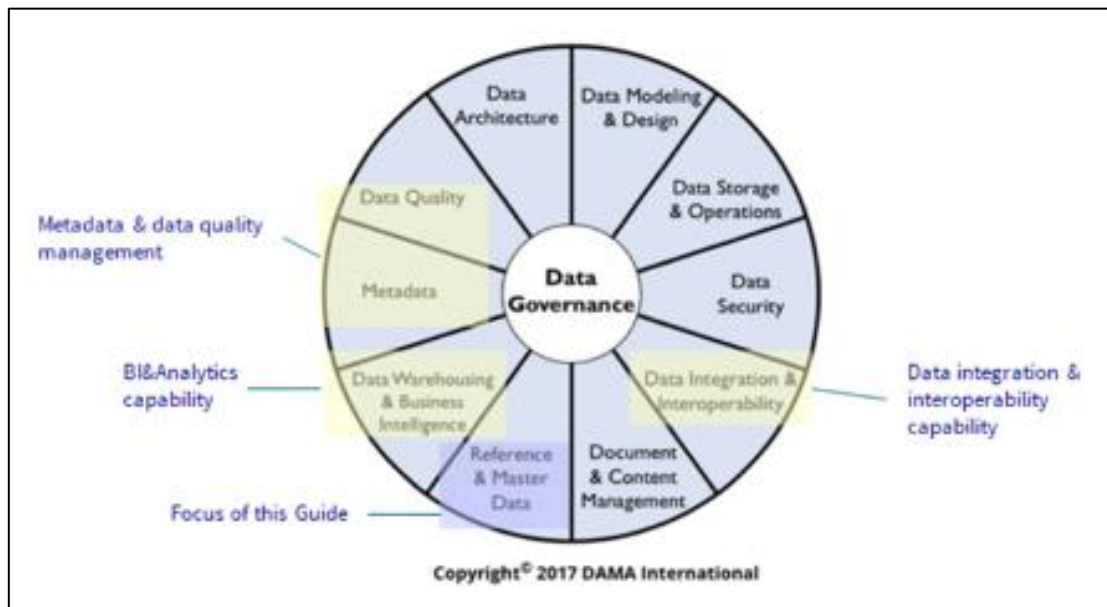 Data
Architecture
Data Modeling
& Design
Data Quality
Data Storage
& Operations
Metadata & data quality
management
Metadata
Data
Governance
Data
Security
BI&Analytics
capability
Data Warehousing
& Business
Intelligence
Data Integration &
Interoperability
Data integration &
interoperability
capability
Reference
& Master
Data
Document
& Content
Management
Focus of this Guide
Copyright© 2017 DAMA International